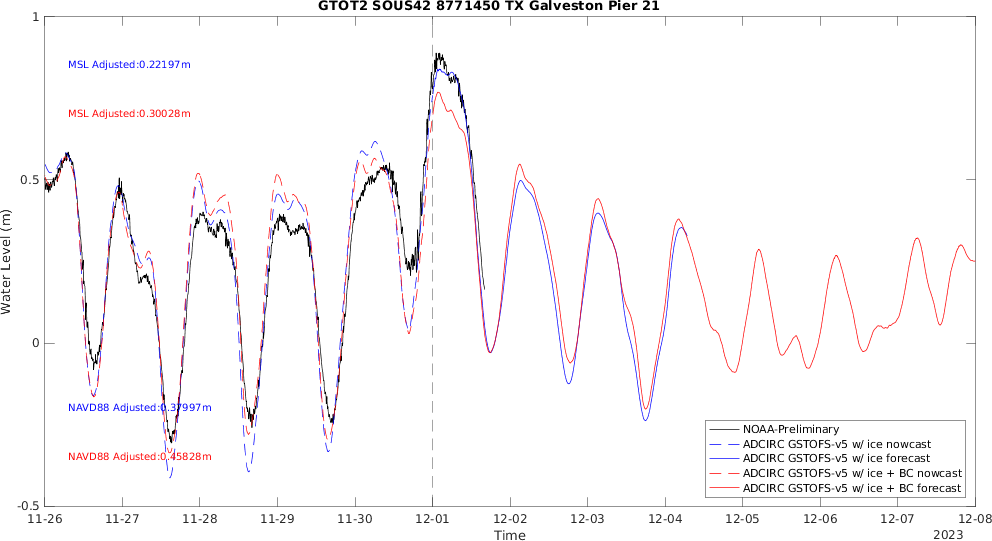 GTOT2 SOUS42 8771450 TX Galveston Pier 21
1
0.5
0
-0.5
Water Level (m)
MSL Adjusted:0.22197m
MSL Adjusted:0.30028m
NAVD88 Adjusted:0.37997m
NAVD88 Adjusted:0.45828m
NOAA-Preliminary
ADCIRC GSTOFS-v5 w/ ice nowcast
ADCIRC GSTOFS-v5 w/ ice forecast
ADCIRC GSTOFS-v5 w/ ice + BC nowcast
ADCIRC GSTOFS-v5 w/ ice + BC forecast
11-26 11-27 11-28 11-29 11-30 12-01 12-02 12-03 12-04 12-05 12-06 12-07 12-08
Time
2023